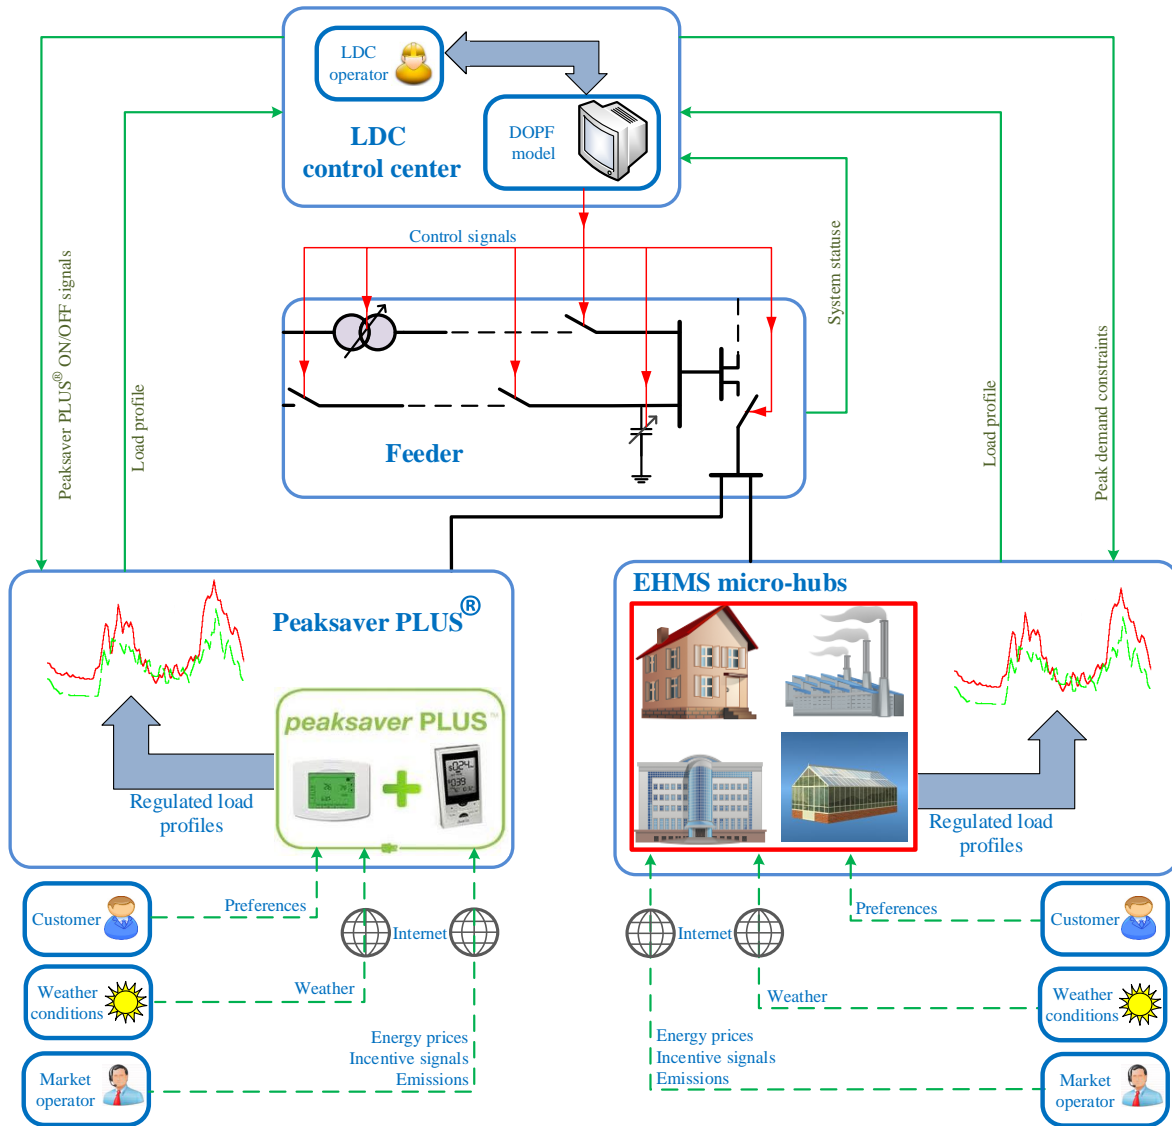 LDC
operator
DOPF
model
LDC
control center
Control signals
Peaksaver PLUS® ON/OFF signals
Load profile
System statuse
Load profile
Peak demand constraints
Feeder
Peaksaver PLUS®
peaksaver PLUS™
Regulated load
profiles
EHMS micro-hubs
Regulated load
profiles
Customer
Preferences
Internet
Weather
conditions
Weather
Energy prices
Incentive signals
Emissions
Market
operator
Preferences
Customer
Internet
Weather
Weather
conditions
Energy prices
Incentive signals
Emissions
Market
operator